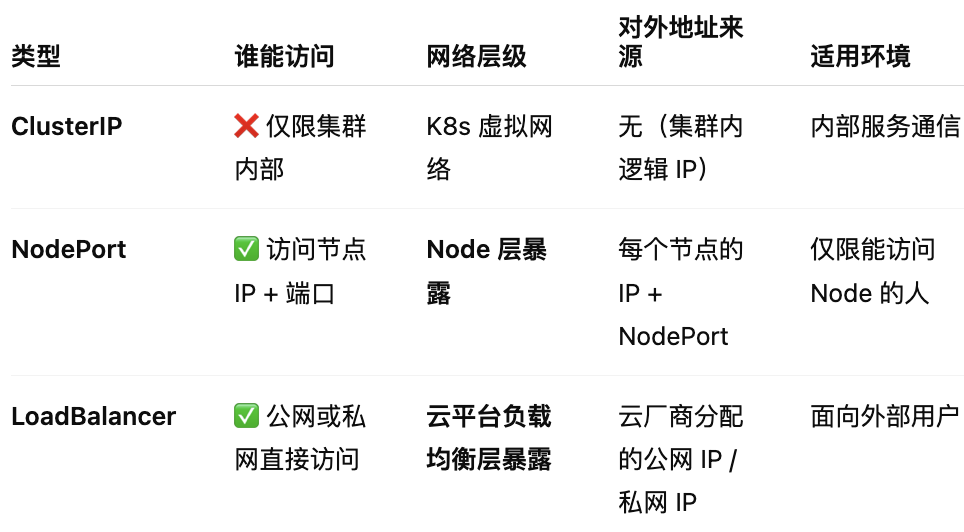 类型 谁能访问 网络层级 对外地址来源 适用环境
ClusterIP ❌ 仅限集群内部 K8s 虚拟网络 无（集群内逻辑 IP） 内部服务通信
NodePort ✅ 访问节点 IP + 端口 Node 层暴露 每个节点的 IP + NodePort 仅限能访问 Node 的人
LoadBalancer ✅ 公网或私网直接访问 云平台负载均衡层暴露 云厂商分配的公网 IP / 私网 IP 面向外部用户